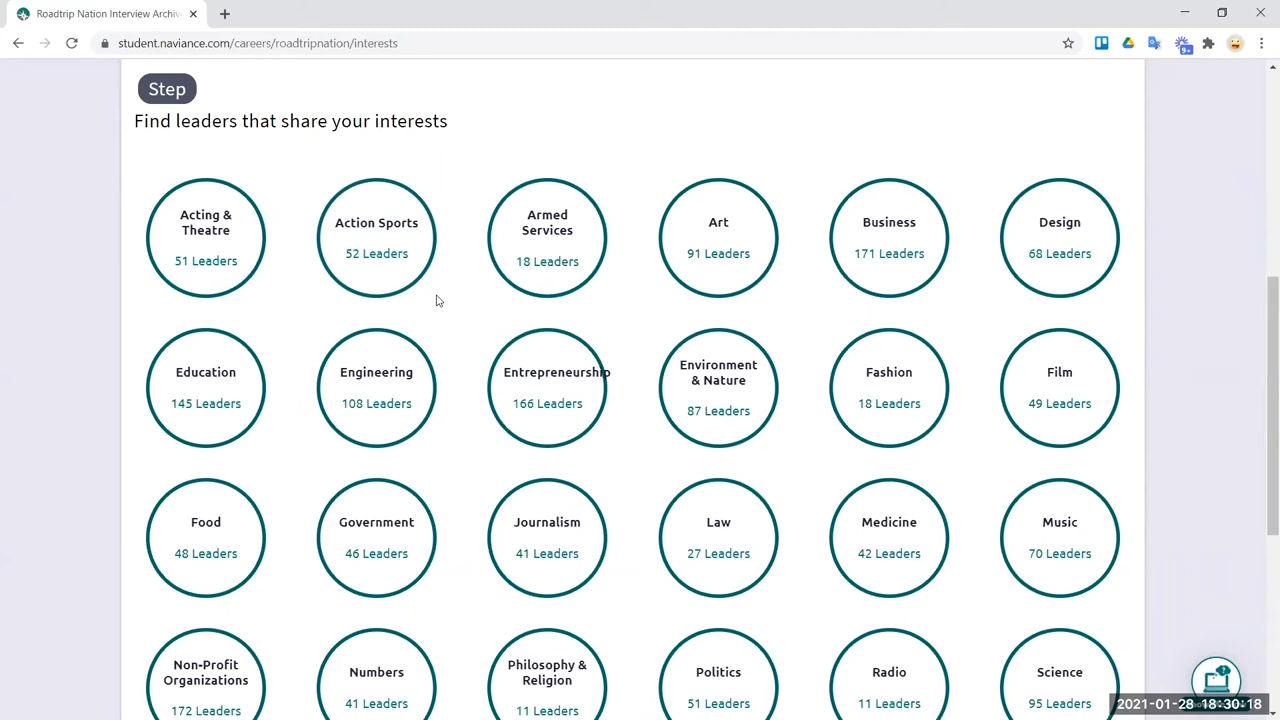 Roadtrip Nation Interview Archiv
student.naviance.com/careers/roadtripnation/interests
9+
Step
Find leaders that share your interests
Acting &
Theatre
51 Leaders
Action Sports
52 Leaders
Armed
Services
18 Leaders
Art
91 Leaders
Business
171 Leaders
Design
68 Leaders
Education
145 Leaders
Engineering
108 Leaders
Entrepreneurship
166 Leaders
Environment
& Nature
87 Leaders
Fashion
18 Leaders
Film
49 Leaders
Food
48 Leaders
Government
46 Leaders
Journalism
41 Leaders
Law
27 Leaders
Medicine
42 Leaders
Music
70 Leaders
Non-Profit
Organizations
172 Leaders
Numbers
41 Leaders
Philosophy &
Religion
11 Leaders
Politics
51 Leaders
Radio
11 Leaders
Science
95 Leaders
?
2021-01-28 18:30:18